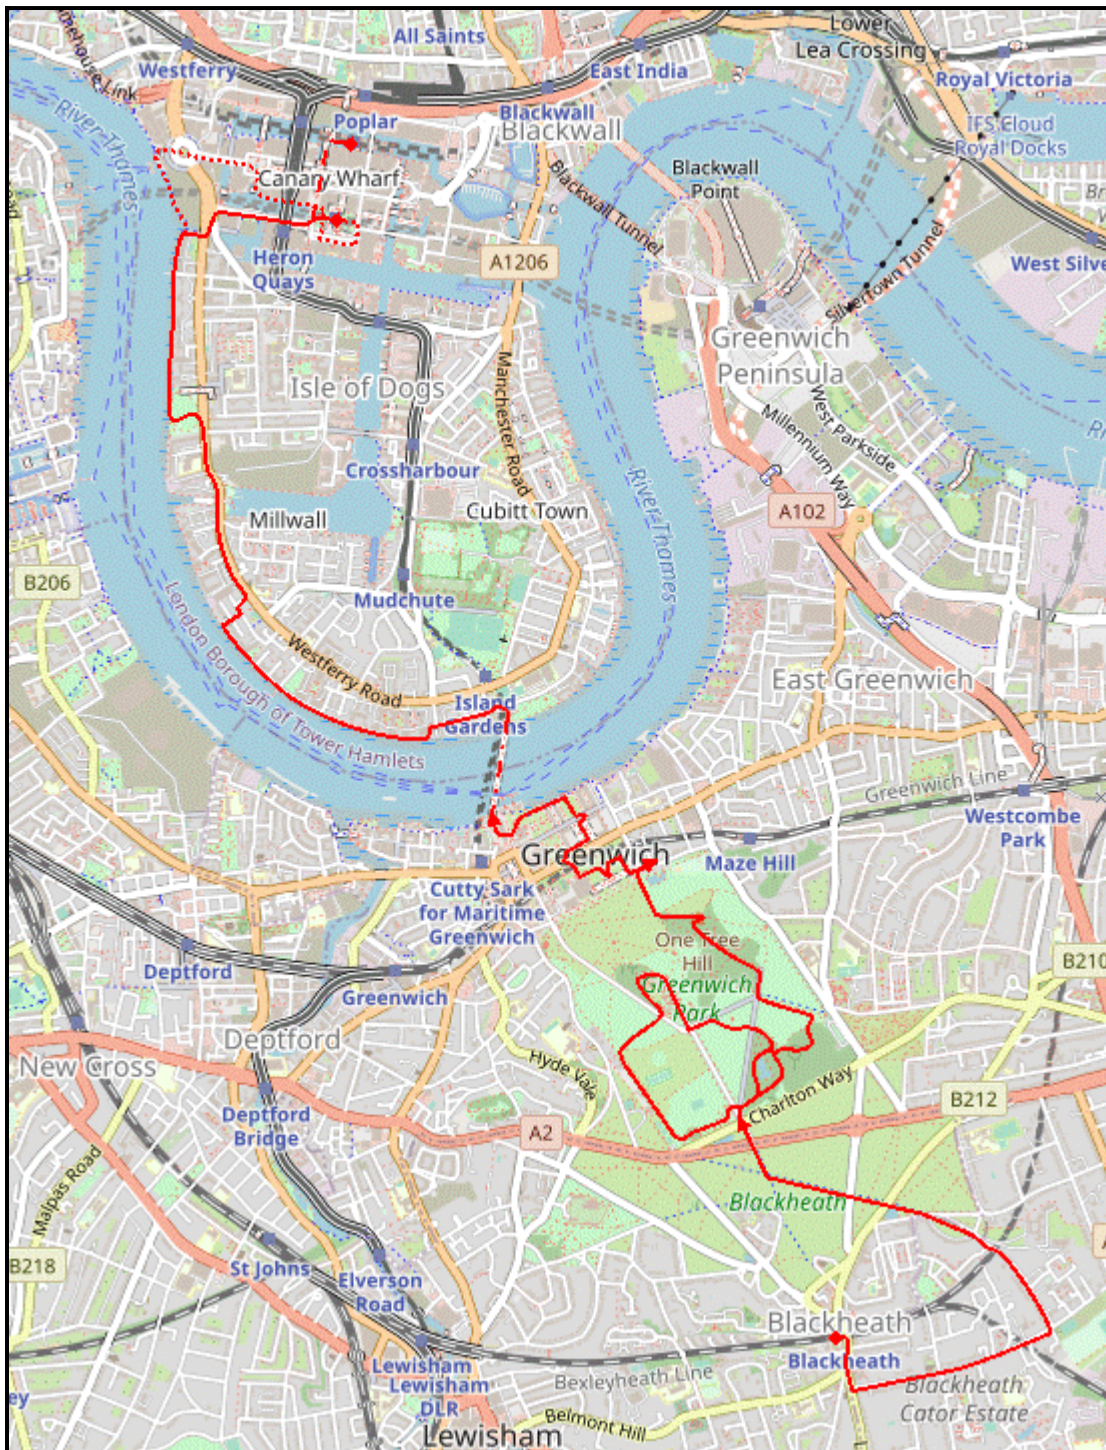 Lower
Lea Crossing
All Saints
Westferry
East India
Royal Victoria
Limehouse Link
River Thames
Poplar
Blackwall
Blackwall
IFS Cloud
Royal Docks
Canary Wharf
Blackwall
Point
Blackwall Tunnel
Heron
Quays
A1206
West Silve
Silvertown Tunnel
Greenwich
Peninsula
Isle of Dogs
Manchester Road
West Parkside
Millennium Way
Crossharbour
River Thames
Millwall
Cubitt Town
A102
B206
Mudchute
London Borough of Tower Hamlets
Westferry Road
East Greenwich
Island
Gardens
Greenwich Line
Westcombe
Park
Greenwich
Maze Hill
Cutty Sark
for Maritime
Greenwich
One Tree
Hill
Greenwich
Park
Deptford
B210
Greenwich
Deptford
New Cross
Hyde Vale
Charlton Way
B212
Deptford
Bridge
A2
Malpas Road
Blackheath
B218
St Johns
Elverson
Road
Blackheath
Blackheath
Lewisham
Lewisham
DLR
Bexleyheath Line
Blackheath
Cator Estate
ey
Belmont Hill
Lewisham